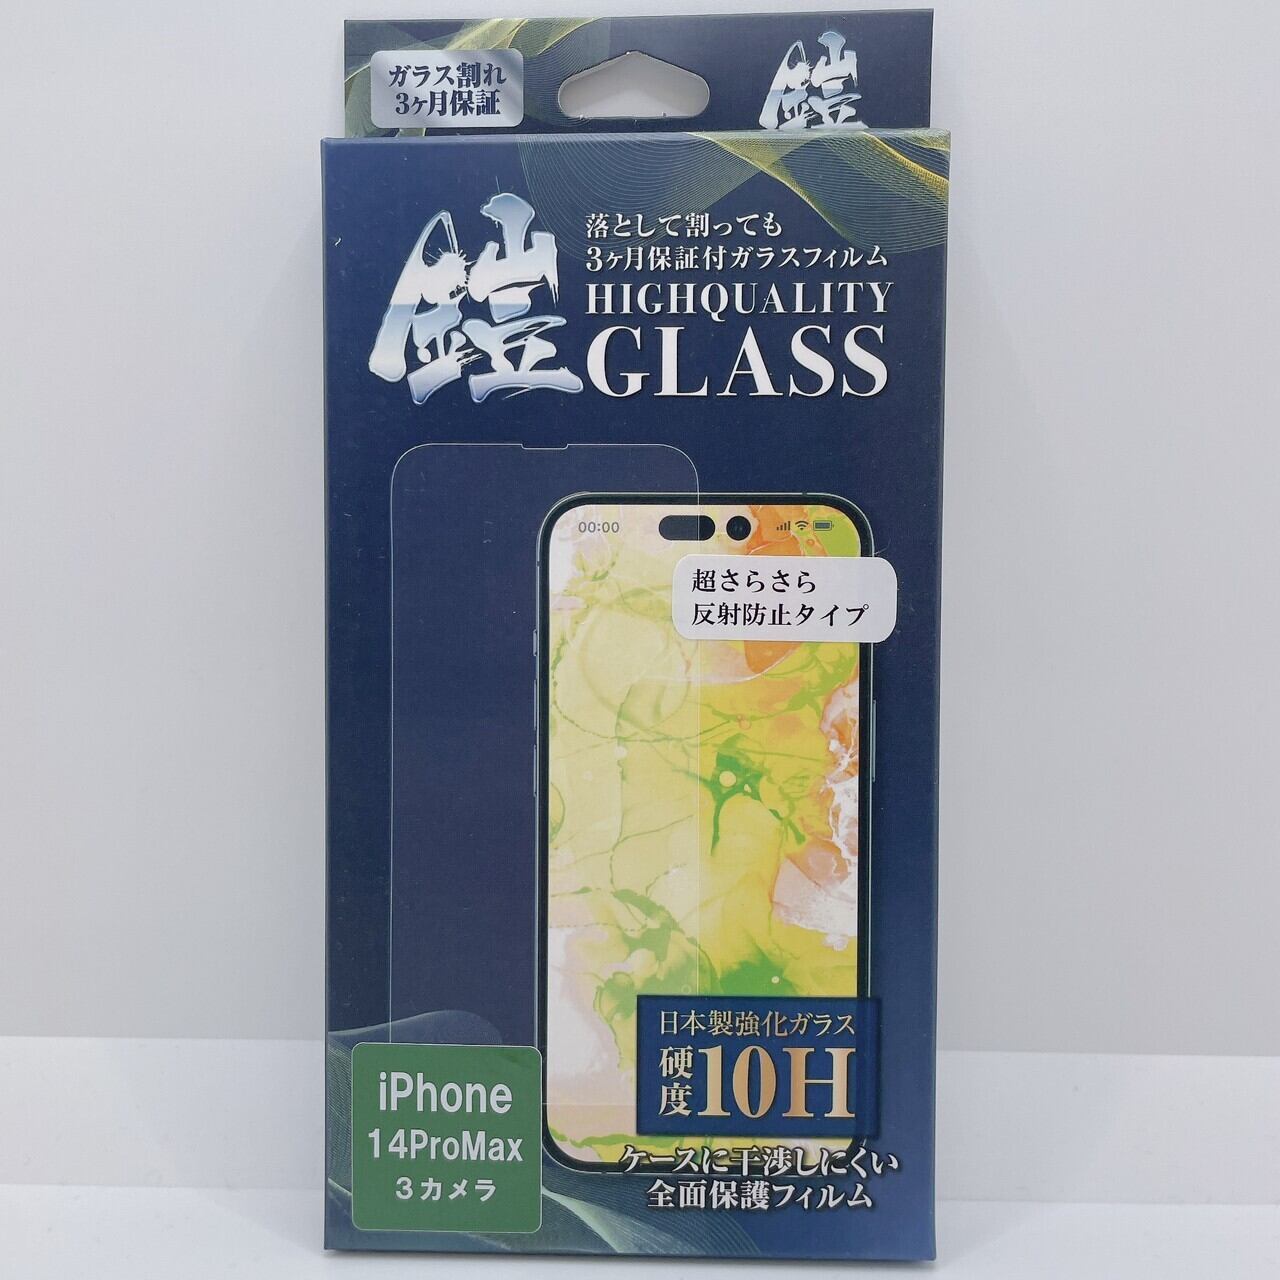 ガラス割れ
3ヶ月保証
鎧
鎧
落として割っても
3ヶ月保証付ガラスフィルム
HIGHQUALITY
GLASS
00:00
超さらさら
反射防止タイプ
日本製強化ガラス
硬度10H
iPhone
14ProMax
3カメラ
ケースに干渉しにくい
全面保護フィルム